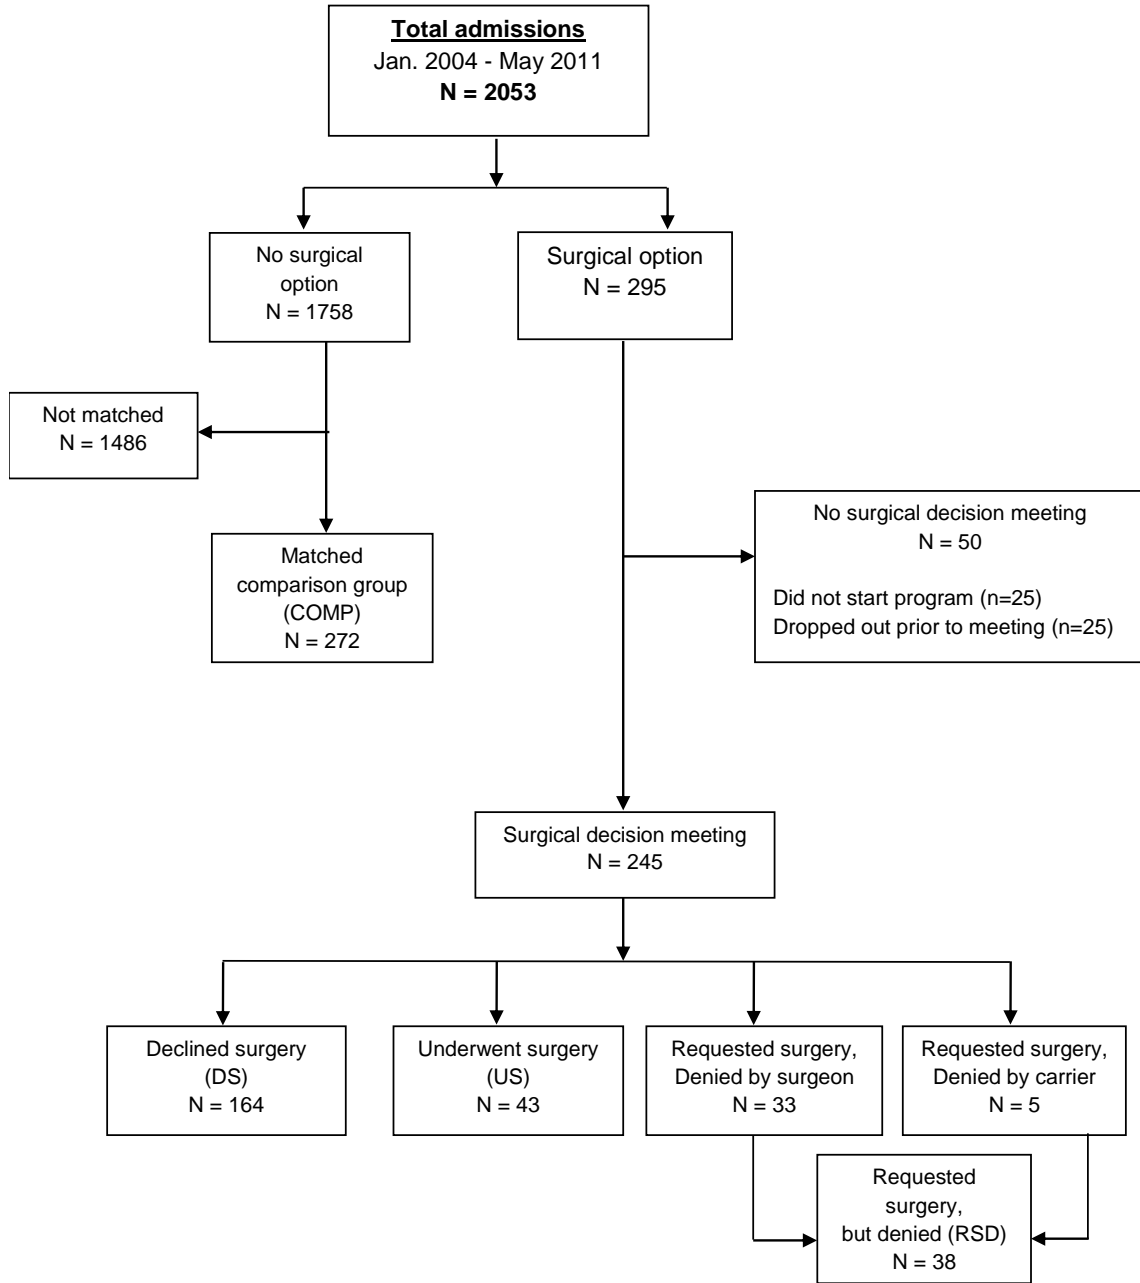 Total admissions
Jan. 2004 - May 2011
N = 2053
No surgical
option
N = 1758
Surgical option
N = 295
Not matched
N = 1486
Matched
comparison group
(COMP)
N = 272
No surgical decision meeting
N = 50
Did not start program (n=25)
Dropped out prior to meeting (n=25)
Surgical decision meeting
N = 245
Declined surgery
(DS)
N = 164
Underwent surgery
(US)
N = 43
Requested surgery,
Denied by surgeon
N = 33
Requested surgery,
Denied by carrier
N = 5
Requested
surgery,
but denied (RSD)
N = 38